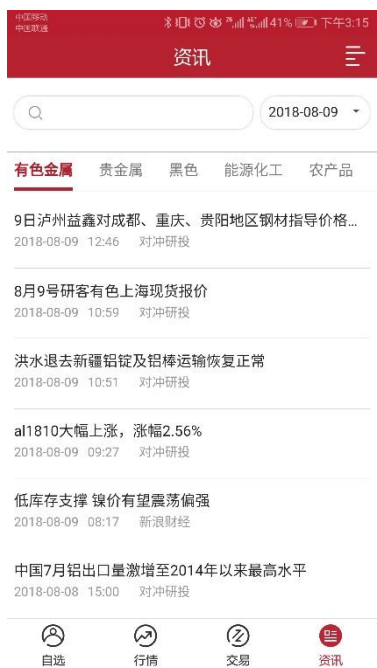 中国移动
中国联通
41% 下午3:15
资讯
2018-08-09
有色金属 贵金属 黑色 能源化工 农产品
9日泸州益鑫对成都、重庆、贵阳地区钢材指导价格...
2018-08-09 12:46 对冲研投
8月9号研客有色上海现货报价
2018-08-09 10:59 对冲研投
洪水退去新疆铝锭及铝棒运输恢复正常
2018-08-09 10:51 对冲研投
al1810大幅上涨，涨幅2.56%
2018-08-09 09:27 对冲研投
低库存支撑 镍价有望震荡偏强
2018-08-09 08:17 新浪财经
中国7月铝出口量激增至2014年以来最高水平
2018-08-08 15:00 对冲研投
自选 行情 交易 资讯